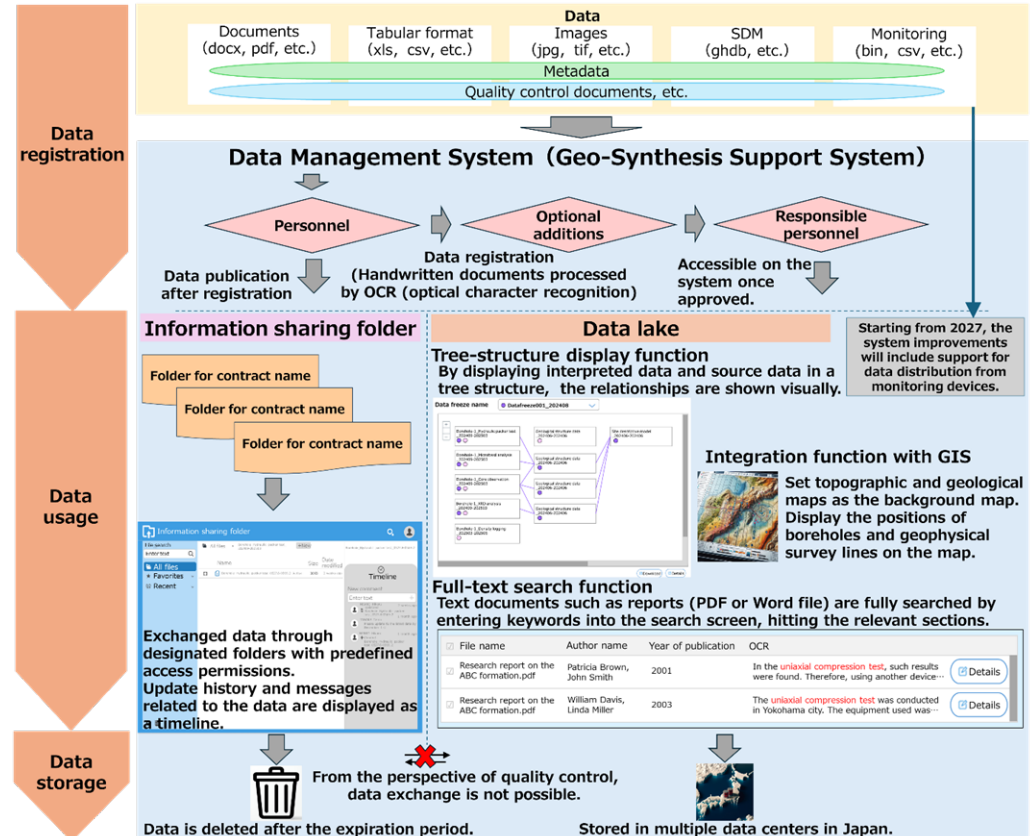 Data
Documents
(docx, pdf, etc.)
Tabular format
(xls, csv, etc.)
Images
(jpg, tif, etc.)
SDM
(ghdb, etc.)
Monitoring
(bin, csv, etc.)
Metadata
Quality control documents, etc.
Data
registration
Data Management System（Geo-Synthesis Support System）
Personnel
Optional
additions
Responsible
personnel
Data publication
after registration
Data registration
(Handwritten documents processed
by OCR (optical character recognition)
Accessible on the
system once
approved.
Data
usage
Information sharing folder
Folder for contract name
Folder for contract name
Folder for contract name
Information sharing folder
Enter text
All files
Favorites
Recent
Name
Size
Date
modified
Timeline
Enter text
Exchanged data through
designated folders with predefined
access permissions.
Update history and messages
related to the data are displayed as
a timeline.
Data lake
Starting from 2027, the
system improvements
will include support for
data distribution from
monitoring devices.
Tree-structure display function
By displaying interpreted data and source data in a
tree structure, the relationships are shown visually.
Data freeze name
Datafreeze001_202408
Details
Integration function with GIS
Set topographic and geological
maps as the background map.
Display the positions of
boreholes and geophysical
survey lines on the map.
Full-text search function
Text documents such as reports (PDF or Word file) are fully searched by
entering keywords into the search screen, hitting the relevant sections.
File name Author name Year of publication OCR
Research report on the
ABC formation.pdf
Patricia Brown,
John Smith
2001
In the uniaxial compression test, such results
were found. Therefore, using another device···
Details
Research report on the
ABC formation.pdf
William Davis,
Linda Miller
2003
The uniaxial compression test was conducted
in Yokohama city. The equipment used was···
Details
Data
storage
From the perspective of quality control,
data exchange is not possible.
Data is deleted after the expiration period.
Stored in multiple data centers in Japan.